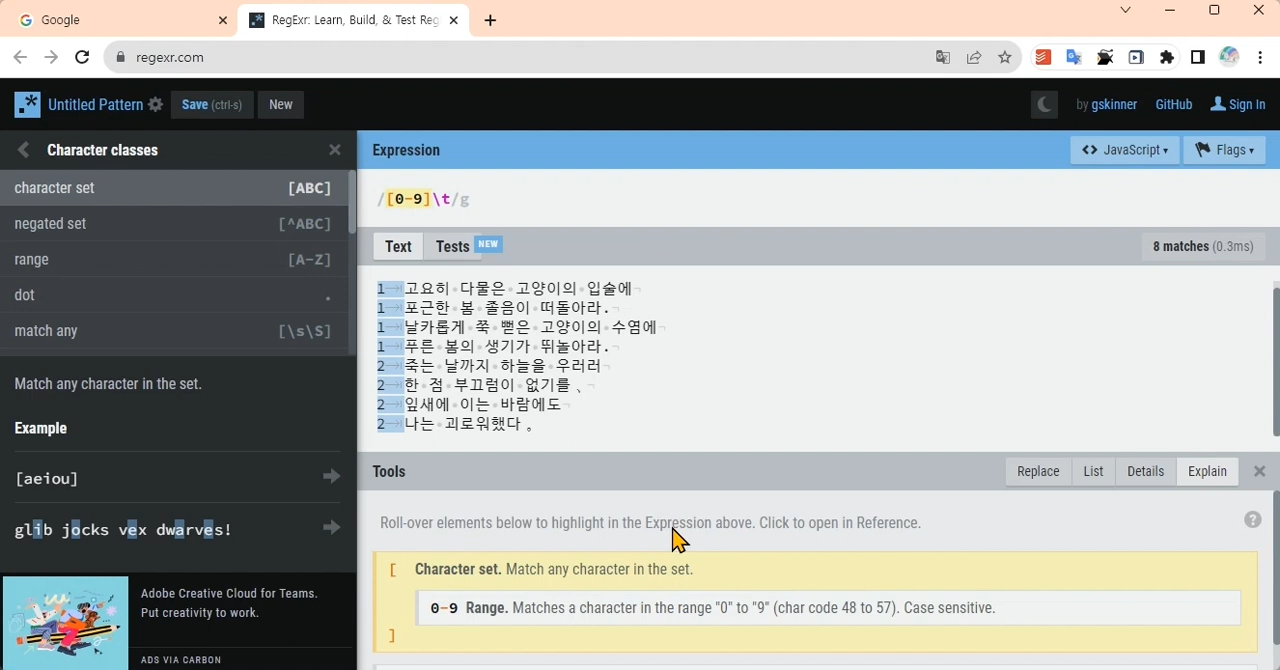 Google
RegExr: Learn, Build, & Test Reg
regexr.com
Untitled Pattern
Save (ctrl-s)
New
by gskinner
GitHub
Sign In
Character classes
character set [ABC]
negated set [^ABC]
range [A-Z]
dot .
match any [\s\S]
Match any character in the set.
Example
[aeiou]
glib jocks vex dwarves!
Adobe Creative Cloud for Teams.
Put creativity to work.
ADS VIA CARBON
Expression
<> JavaScript
Flags
/[0-9]\t/g
Text
Tests NEW
8 matches (0.3ms)
1 고요히 다물은 고양이의 입술에
1 포근한 봄 졸음이 떠돌아라.
1 날카롭게 쭉 뻗은 고양이의 수염에
1 푸른 봄의 생기가 뛰놀아라.
2 죽는 날까지 하늘을 우러러
2 한 점 부끄럼이 없기를、
2 잎새에 이는 바람에도
2 나는 괴로워했다。
Tools
Replace
List
Details
Explain
Roll-over elements below to highlight in the Expression above. Click to open in Reference.
[ Character set. Match any character in the set.
0-9 Range. Matches a character in the range "0" to "9" (char code 48 to 57). Case sensitive.
]